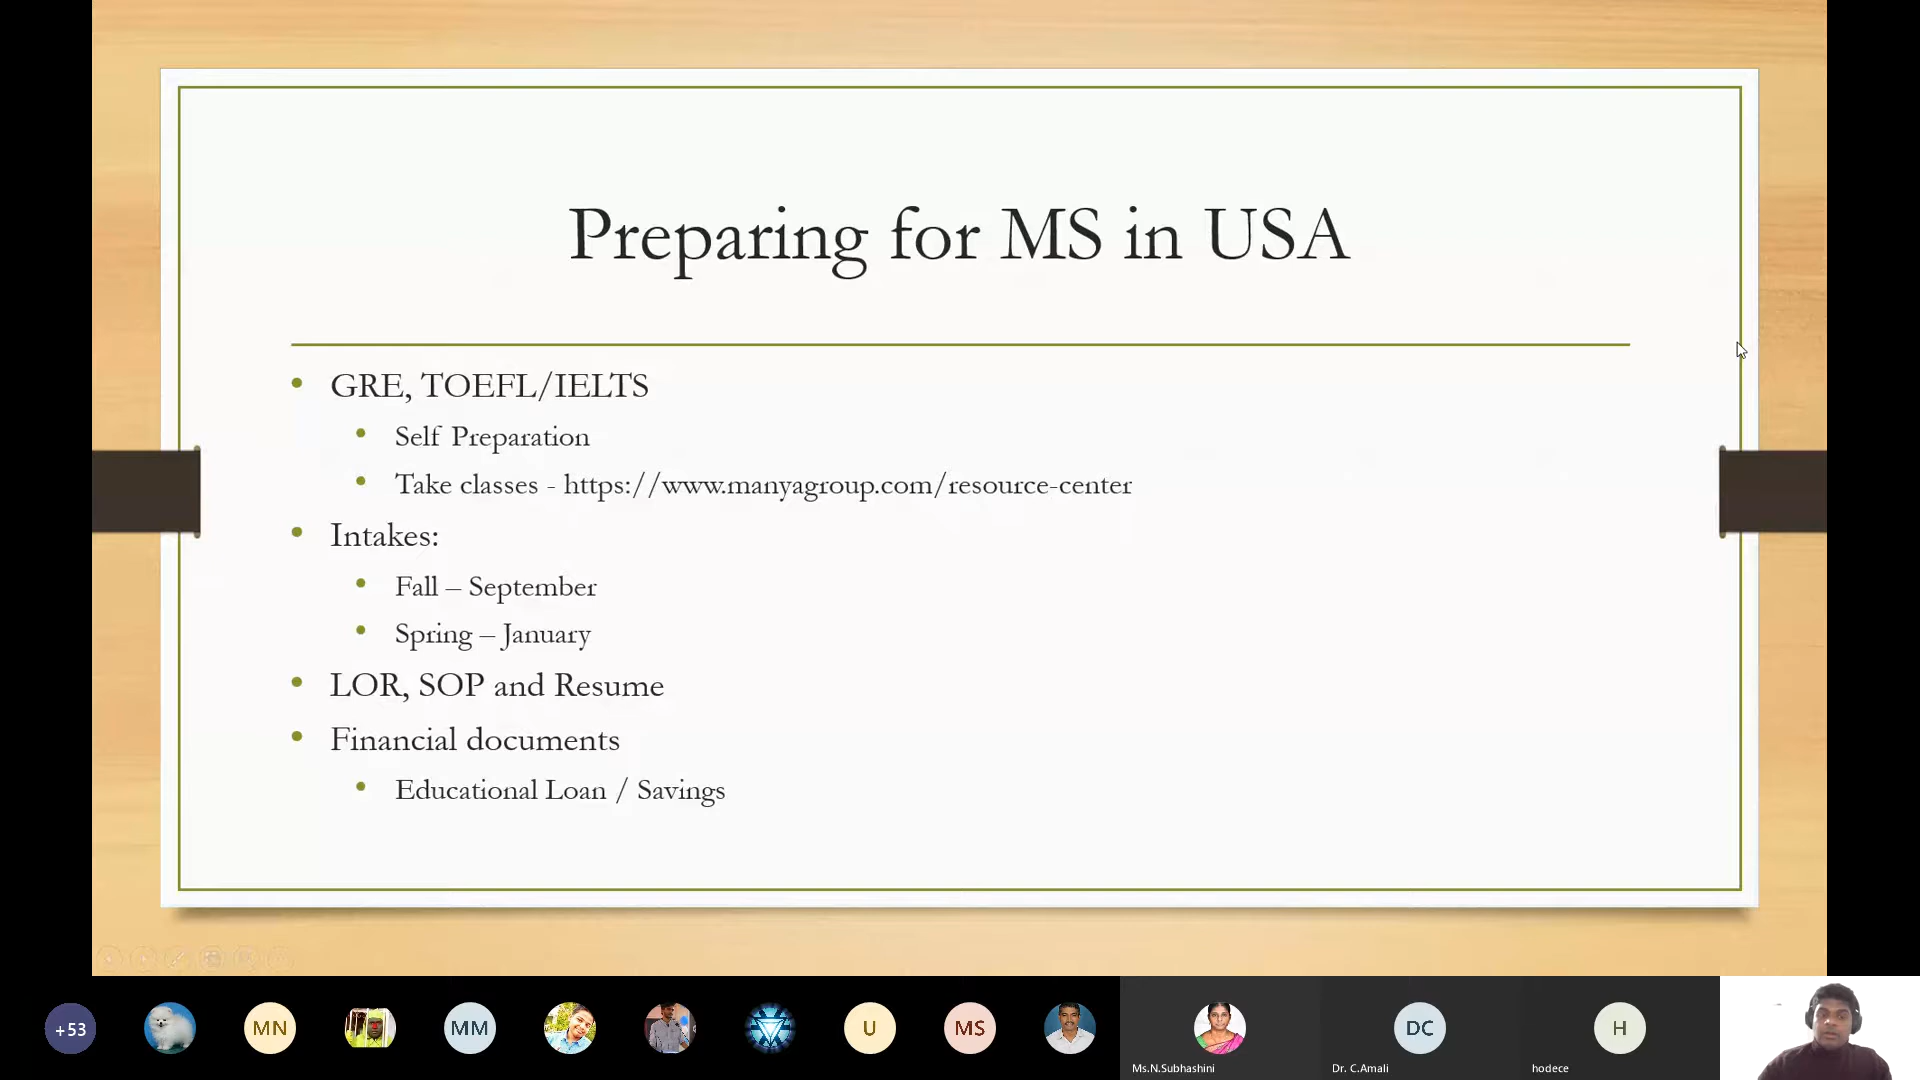 Preparing for MS in USA
GRE, TOEFL/IELTS
Self Preparation
Take classes - https://www.manyagroup.com/resource-center
Intakes:
Fall – September
Spring – January
LOR, SOP and Resume
Financial documents
Educational Loan / Savings
+53
MN
MM
U
MS
DC
H
Ms.N.Subhashini
Dr. C.Amali
hodece